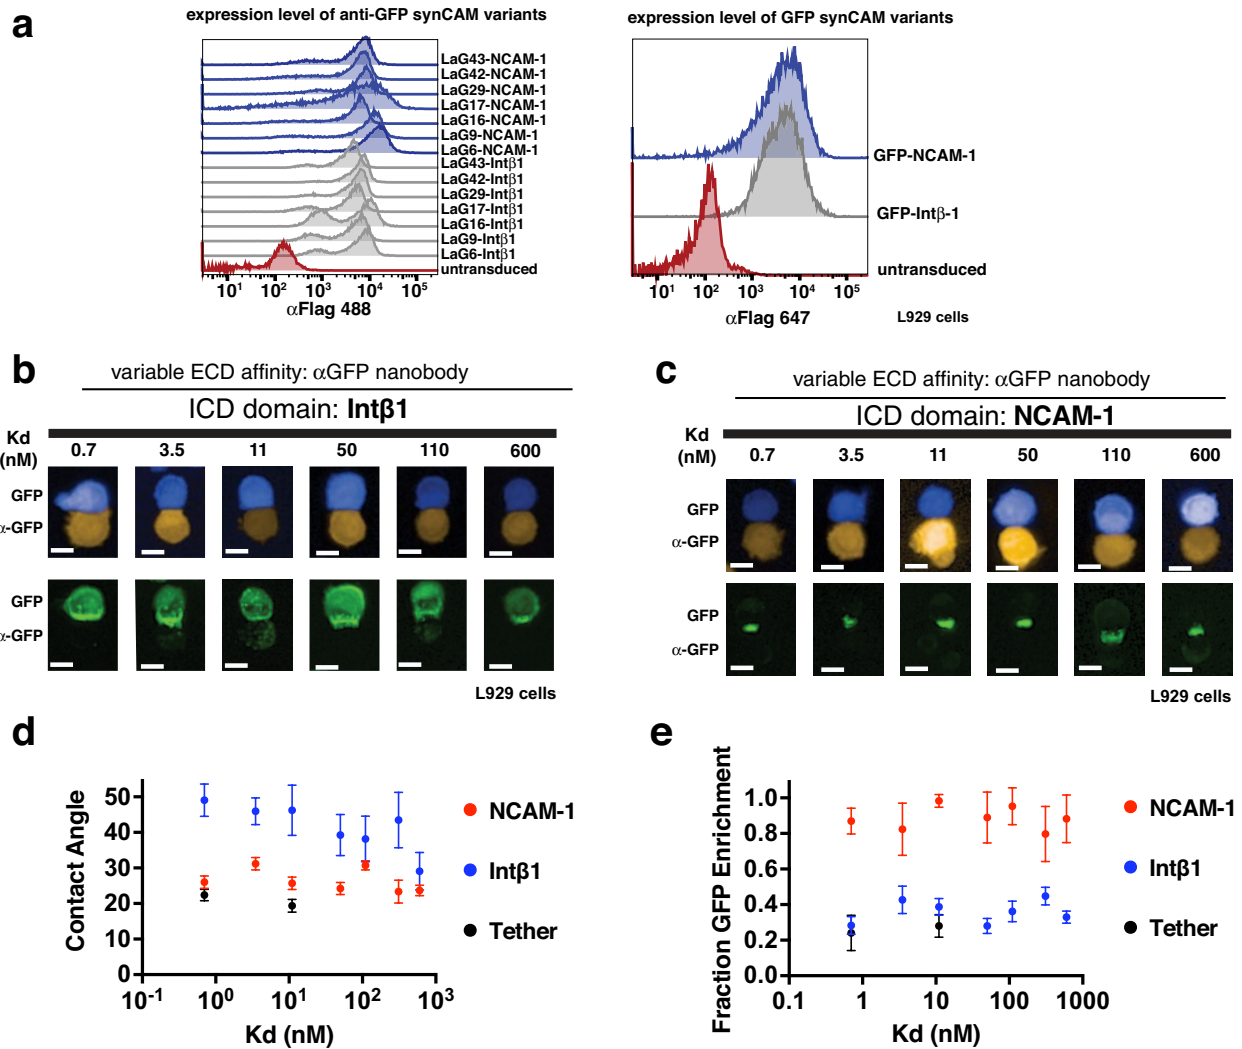 a
expression level of anti-GFP synCAM variants
LaG43-NCAM-1
LaG42-NCAM-1
LaG29-NCAM-1
LaG17-NCAM-1
LaG16-NCAM-1
LaG9-NCAM-1
LaG6-NCAM-1
LaG43-Intβ1
LaG42-Intβ1
LaG29-Intβ1
LaG17-Intβ1
LaG16-Intβ1
LaG9-Intβ1
LaG6-Intβ1
untransduced
10¹ 10² 10³ 10⁴ 10⁵
αFlag 488
expression level of GFP synCAM variants
GFP-NCAM-1
GFP-Intβ-1
untransduced
10¹ 10² 10³ 10⁴ 10⁵
αFlag 647
L929 cells
b
variable ECD affinity: αGFP nanobody
ICD domain: Intβ1
Kd
(nM)
0.7 3.5 11 50 110 600
GFP
α-GFP
GFP
α-GFP
L929 cells
c
variable ECD affinity: αGFP nanobody
ICD domain: NCAM-1
Kd
(nM)
0.7 3.5 11 50 110 600
GFP
α-GFP
GFP
α-GFP
L929 cells
d
Contact Angle
50
40
30
20
10
0
10⁻¹ 10⁰ 10¹ 10² 10³
Kd (nM)
NCAM-1
Intβ1
Tether
e
Fraction GFP Enrichment
1.0
0.8
0.6
0.4
0.2
0.0
0.1 1 10 100 1000
Kd (nM)
NCAM-1
Intβ1
Tether